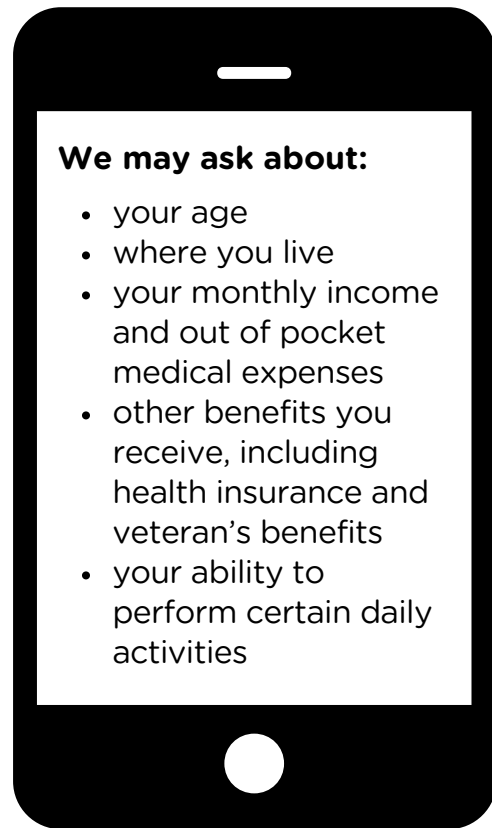 We may ask about:
• your age
• where you live
• your monthly income
and out of pocket
medical expenses
• other benefits you
receive, including
health insurance and
veteran’s benefits
• your ability to
perform certain daily
activities